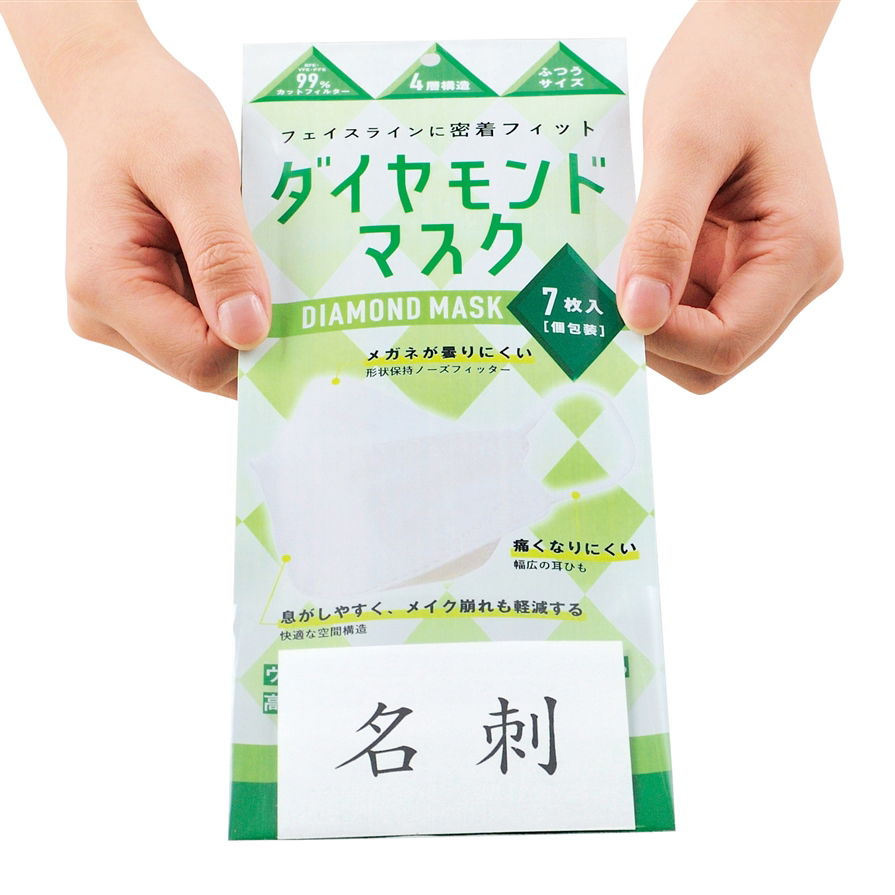 BFE・
VFE・PFE
99%
カットフィルター
4層構造
ふつう
サイズ
フェイスラインに密着フィット
ダイヤモンド
マスク
DIAMOND MASK
7枚入
[個包装]
メガネが曇りにくい
形状保持ノーズフィッター
痛くなりにくい
幅広の耳ひも
息がしやすく、メイク崩れも軽減する
快適な空間構造
ウ
高
名刺